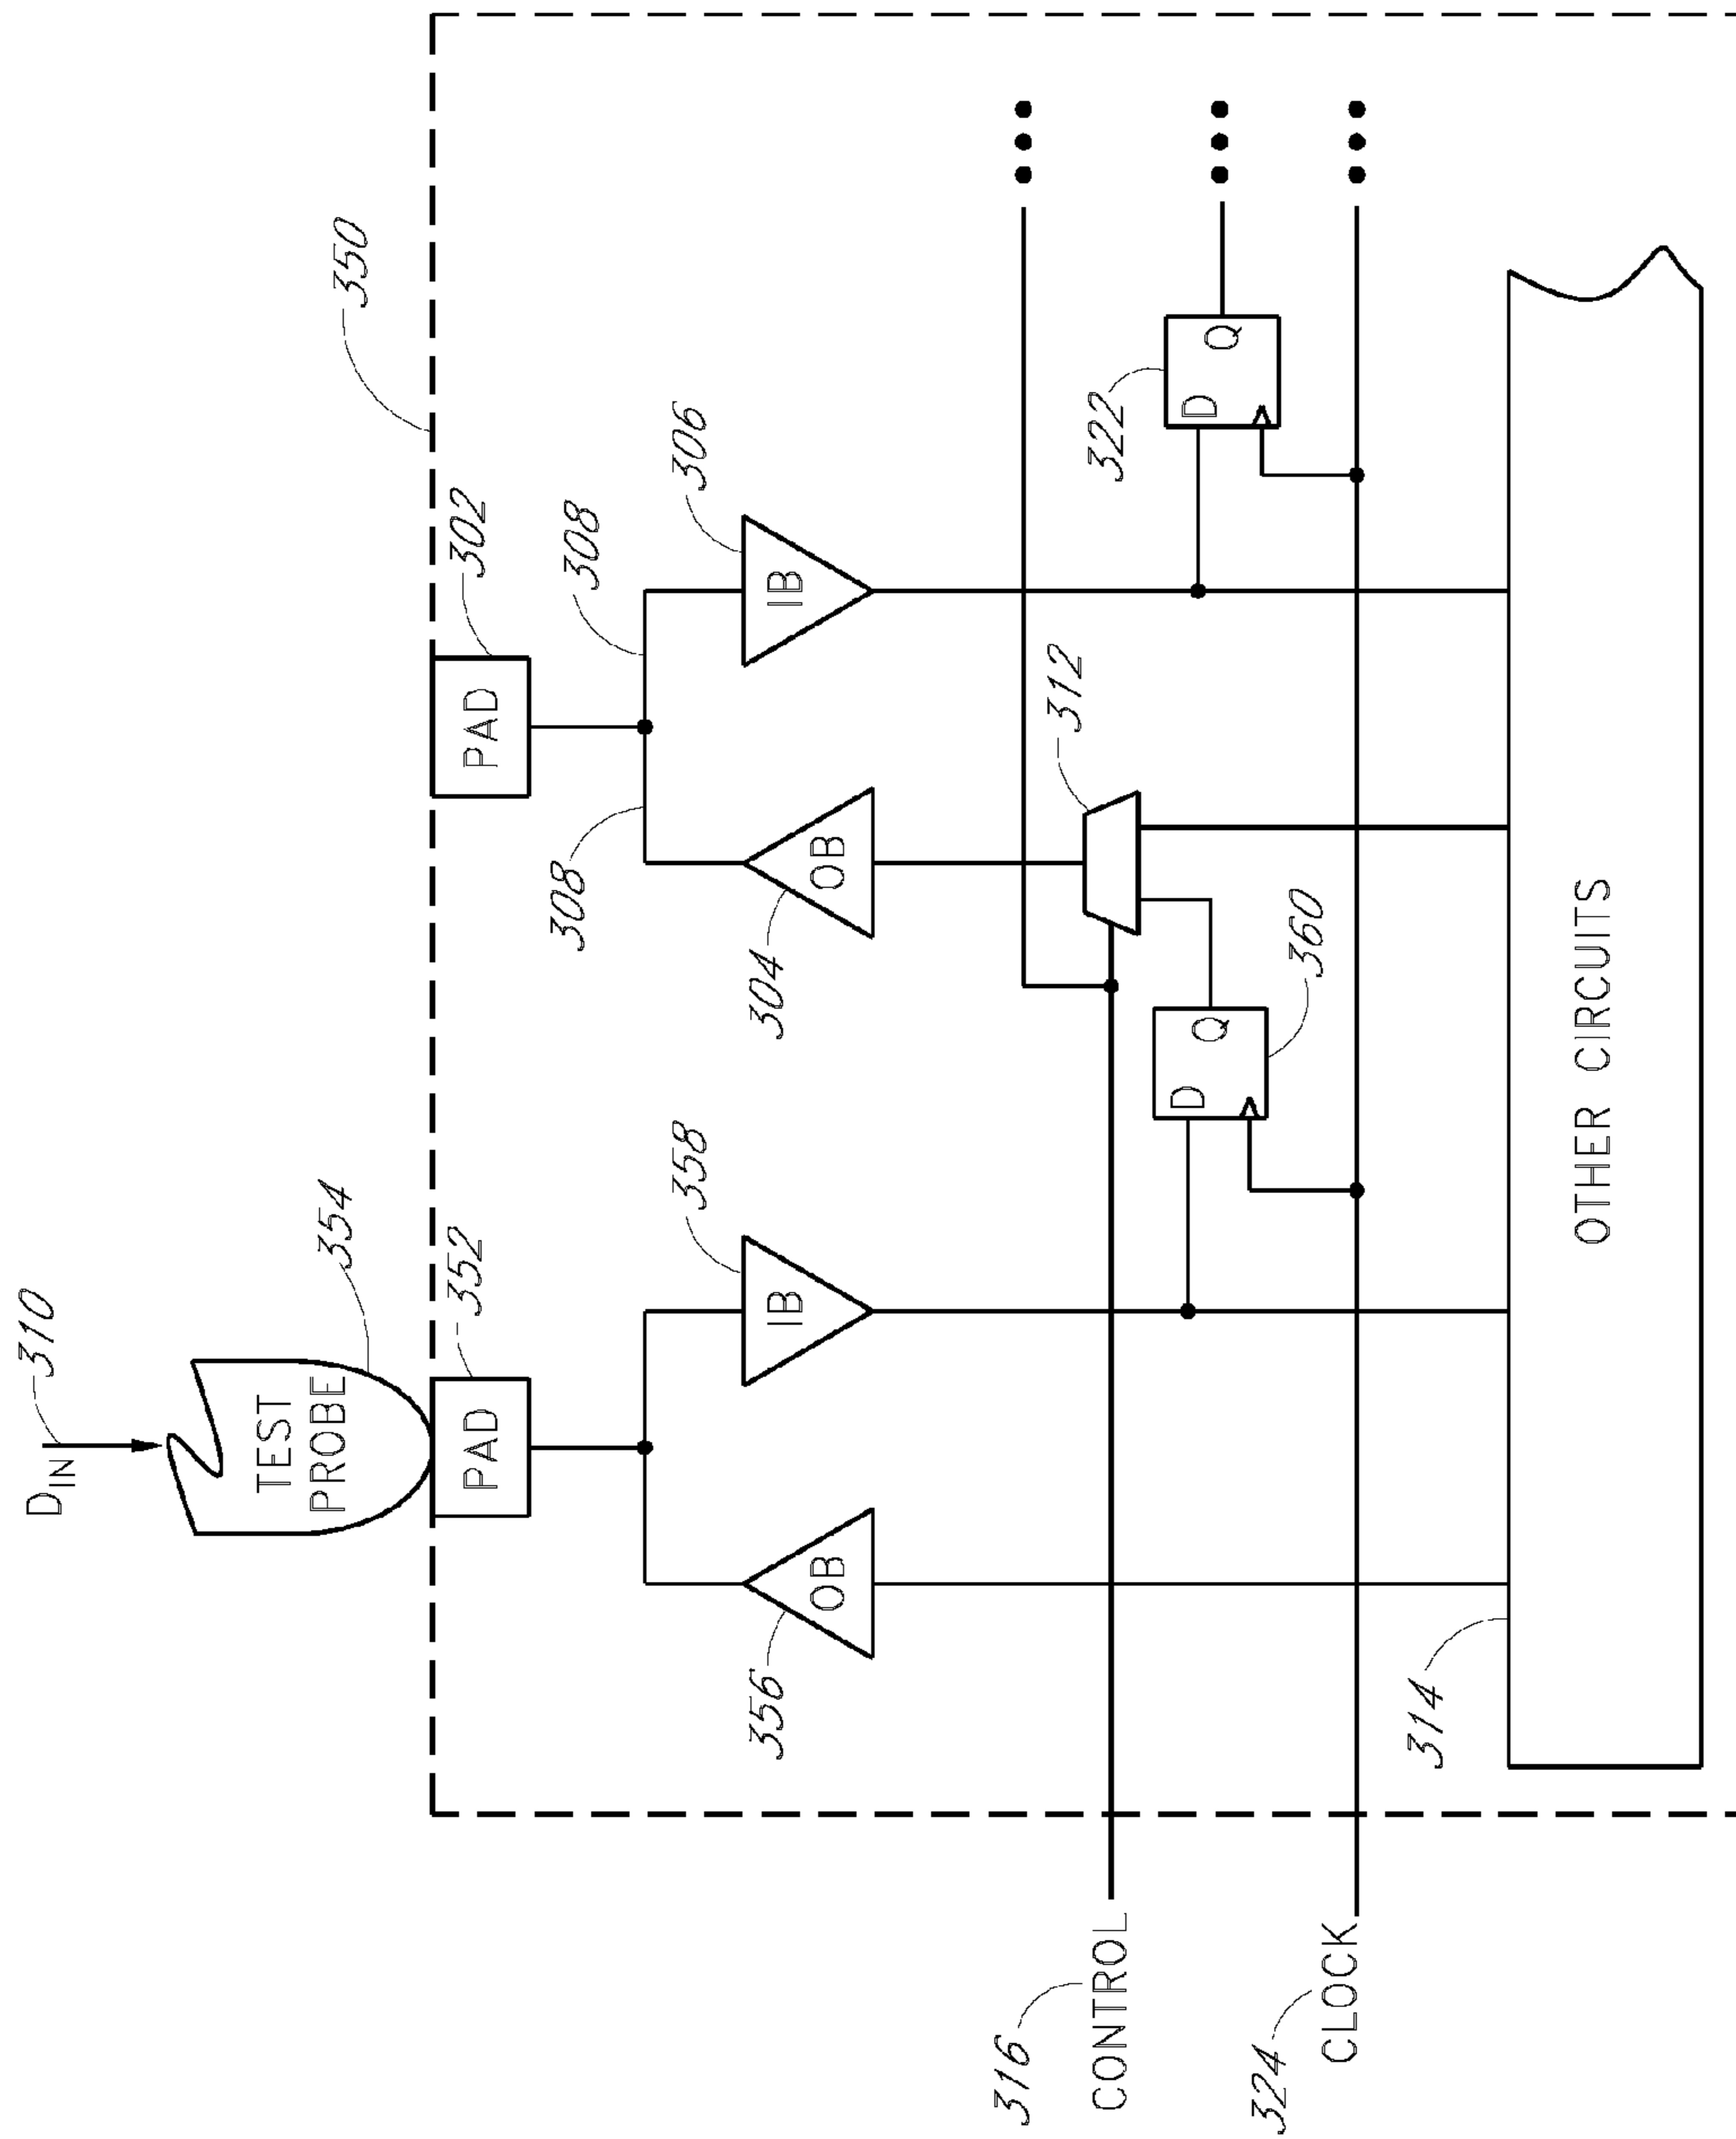 D_IN
310
TEST
PROBE
354
350
PAD
352
PAD
302
308
308
OB
356
IB
358
OB
304
IB
306
316
CONTROL
312
D
Q
360
D
Q
322
324
CLOCK
314
OTHER CIRCUITS